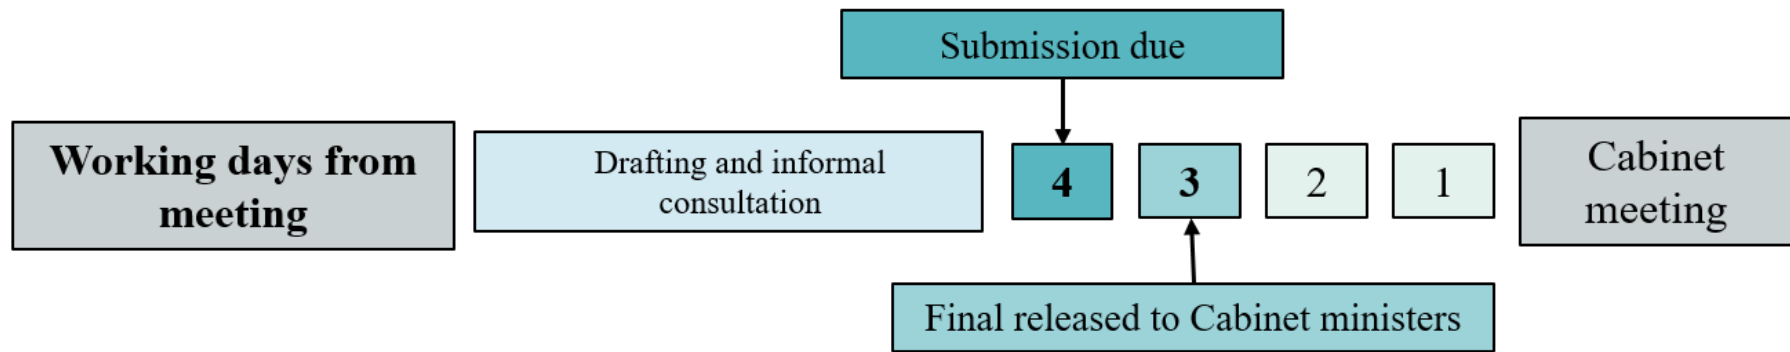 Submission due
Working days from
meeting
Drafting and informal
consultation
4
3
2
1
Cabinet
meeting
Final released to Cabinet ministers